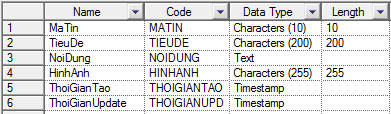 Name Code Data Type Length
1 MaTin MATIN Characters (10) 10
2 TieuDe TIEUDE Characters (200) 200
3 NoiDung NOIDUNG Text
4 HinhAnh HINHANH Characters (255) 255
5 ThoiGianTao THOIGIANTAO Timestamp
6 ThoiGianUpdate THOIGIANUPD Timestamp